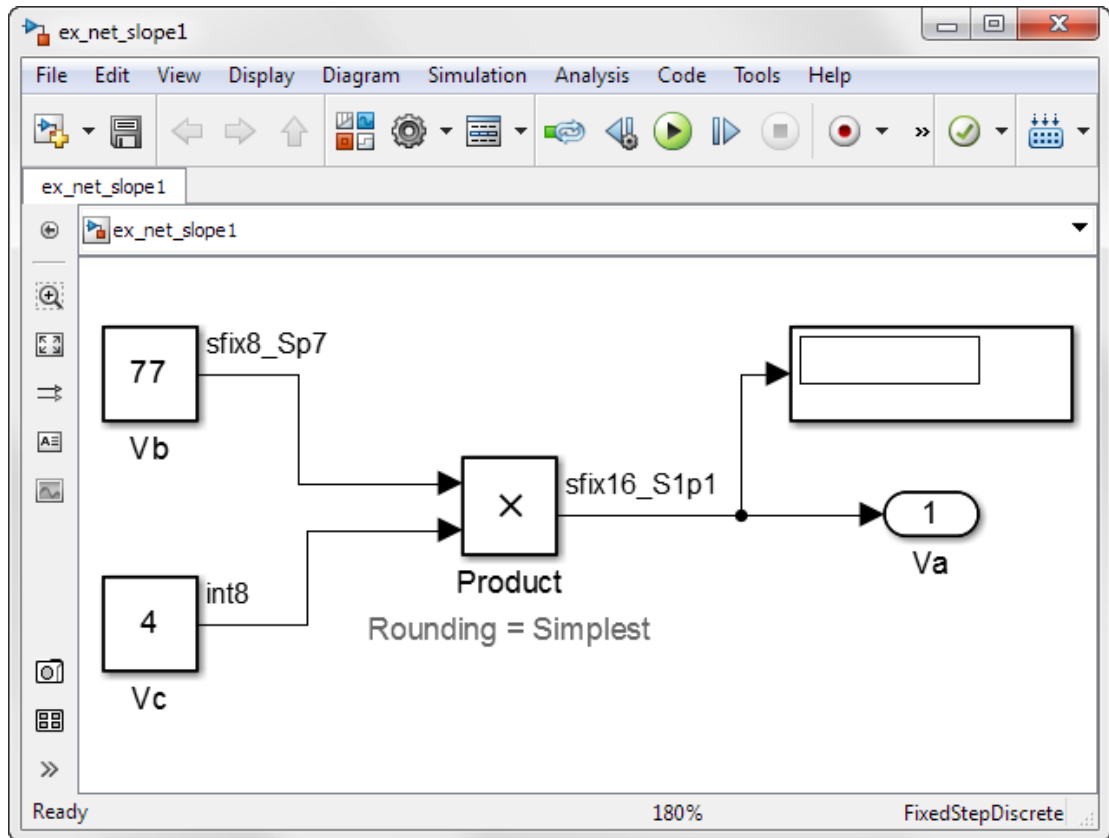 ex_net_slope1
File Edit View Display Diagram Simulation Analysis Code Tools Help
»
ex_net_slope1
ex_net_slope1
sfix8_Sp7
77
Vb
sfix16_S1p1
×
1
Va
Product
int8
4
Rounding = Simplest
Vc
»
Ready 180% FixedStepDiscrete